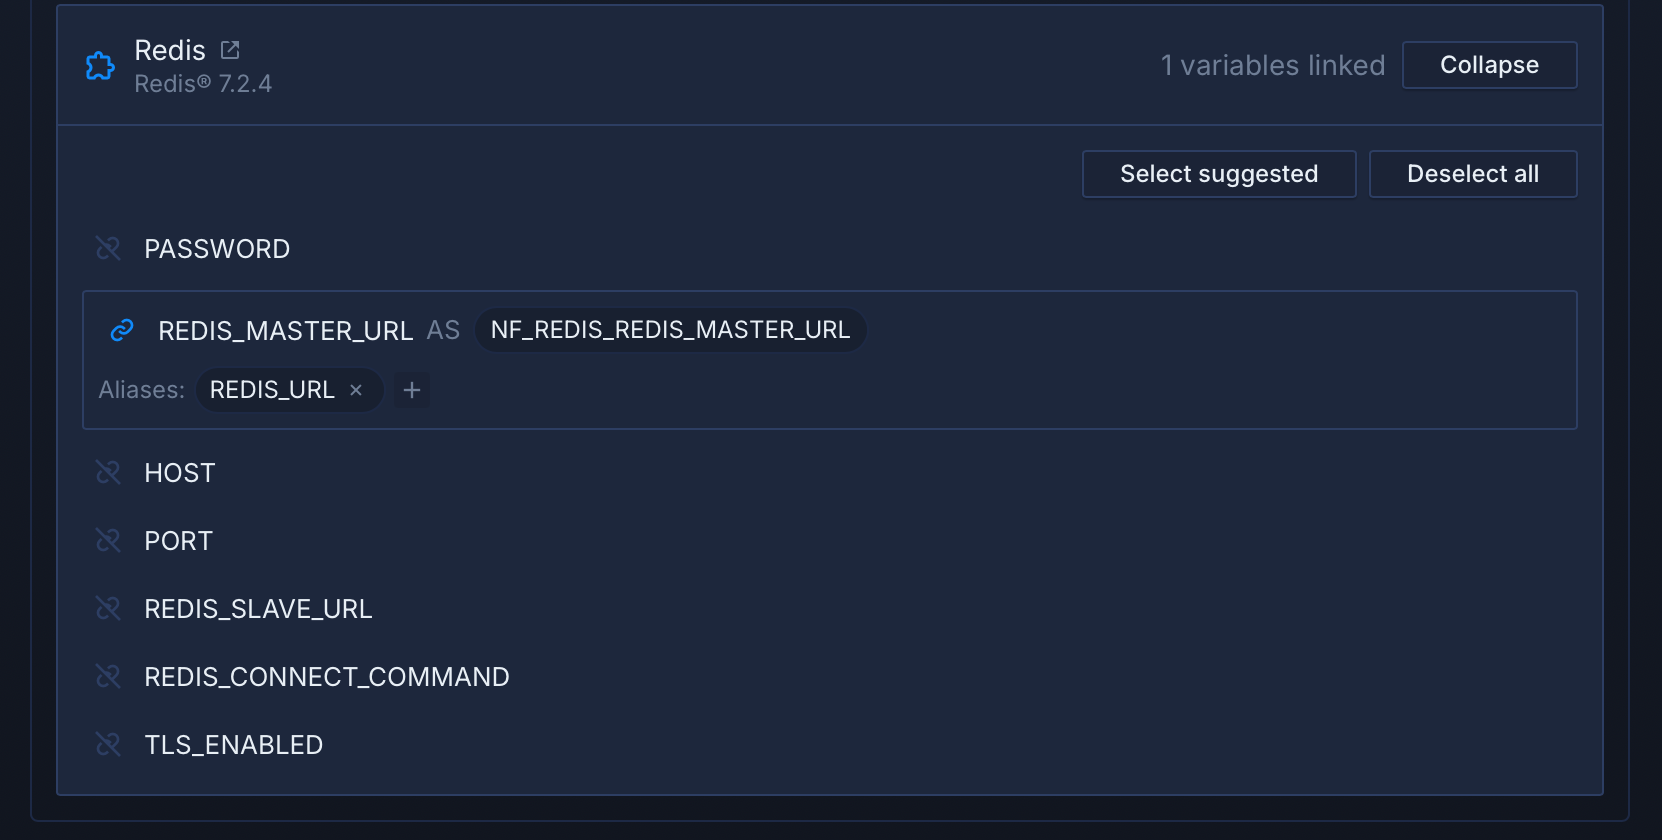 Redis
Redis® 7.2.4
1 variables linked
Collapse
Select suggested
Deselect all
PASSWORD
REDIS_MASTER_URL AS NF_REDIS_REDIS_MASTER_URL
Aliases: REDIS_URL × +
HOST
PORT
REDIS_SLAVE_URL
REDIS_CONNECT_COMMAND
TLS_ENABLED